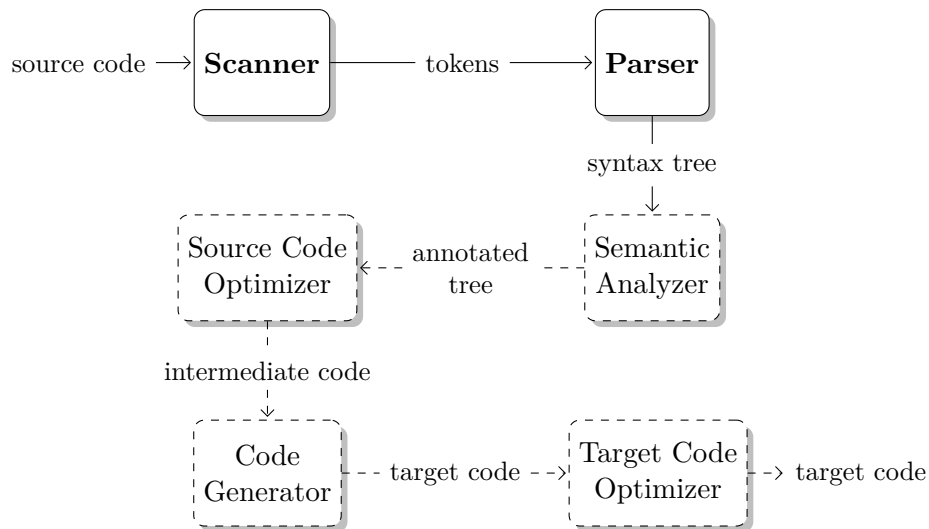 source code
Scanner
tokens
Parser
syntax tree
Source Code
Optimizer
annotated
tree
Semantic
Analyzer
intermediate code
Code
Generator
target code
Target Code
Optimizer
target code